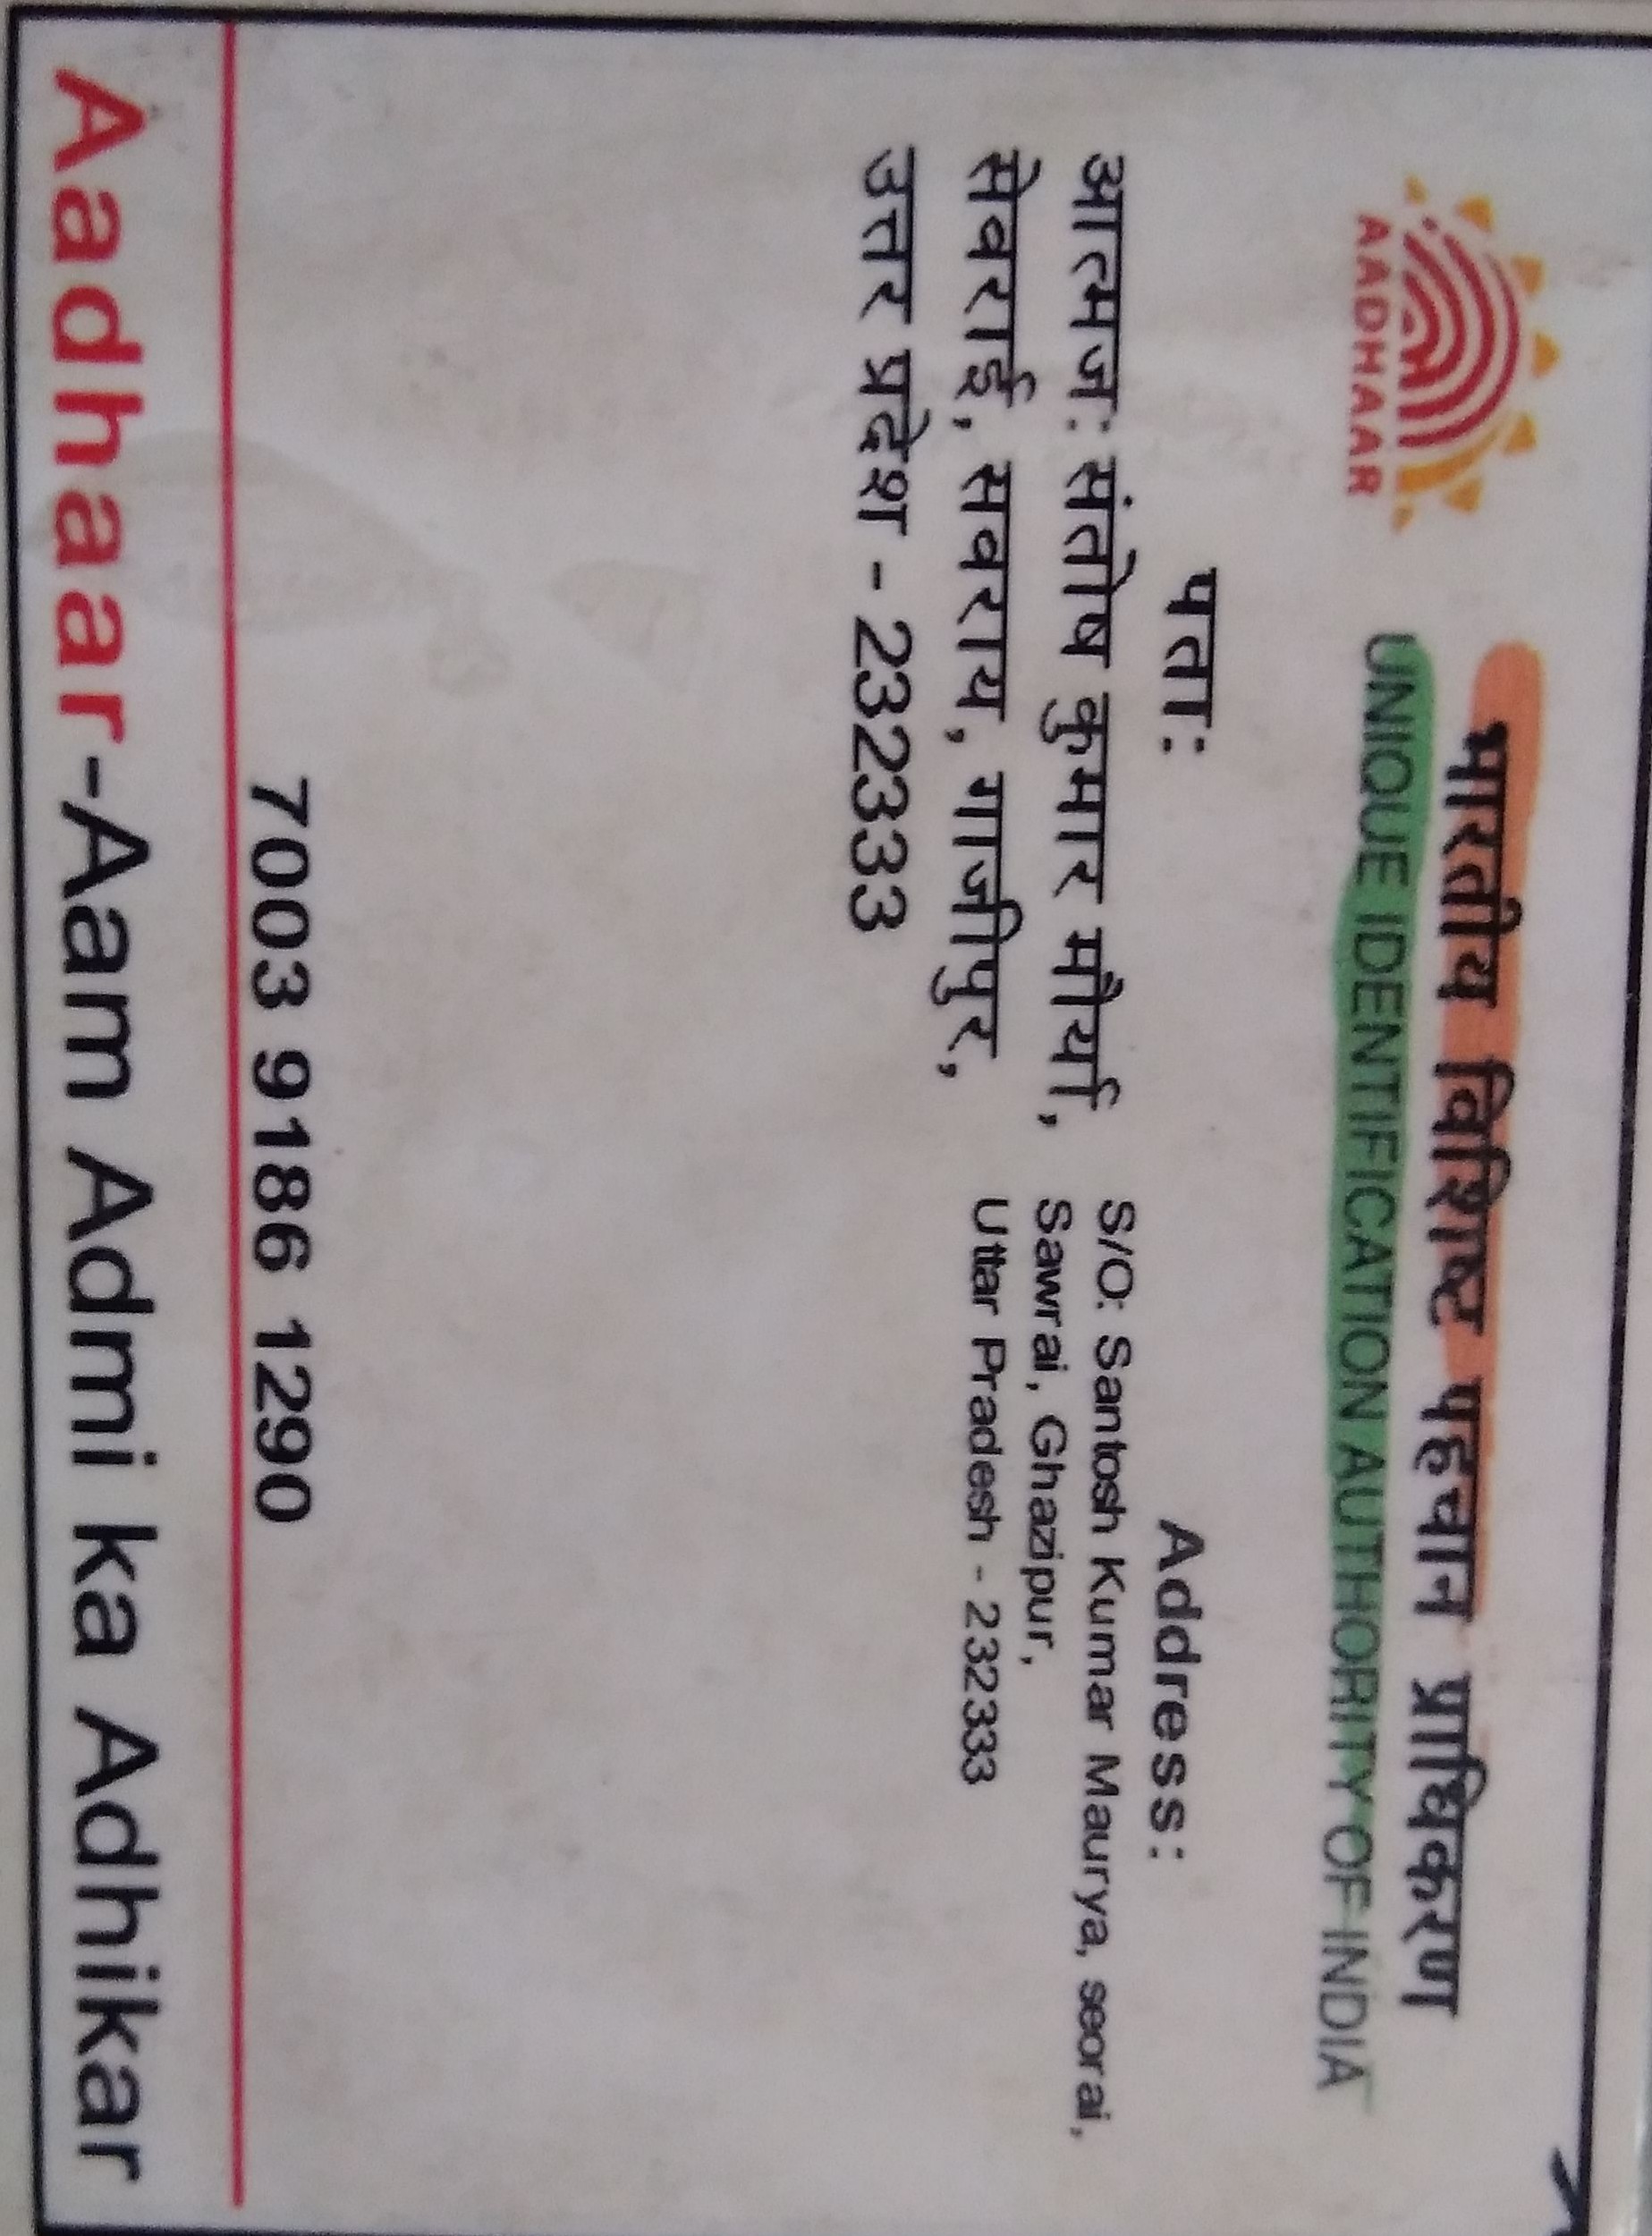 भारतीय विशिष्ट पहचान प्राधिकरण
UNIQUE IDENTIFICATION AUTHORITY OF INDIA
AADHAAR
पता:
आत्मज: संतोष कुमार मौर्या,
सेवराई, सवराय, गाजीपुर,
उत्तर प्रदेश - 232333
Address:
S/O: Santosh Kumar Maurya, seorai,
Sawrai, Ghazipur,
Uttar Pradesh - 232333
7003 9186 1290
Aadhaar-Aam Admi ka Adhikar